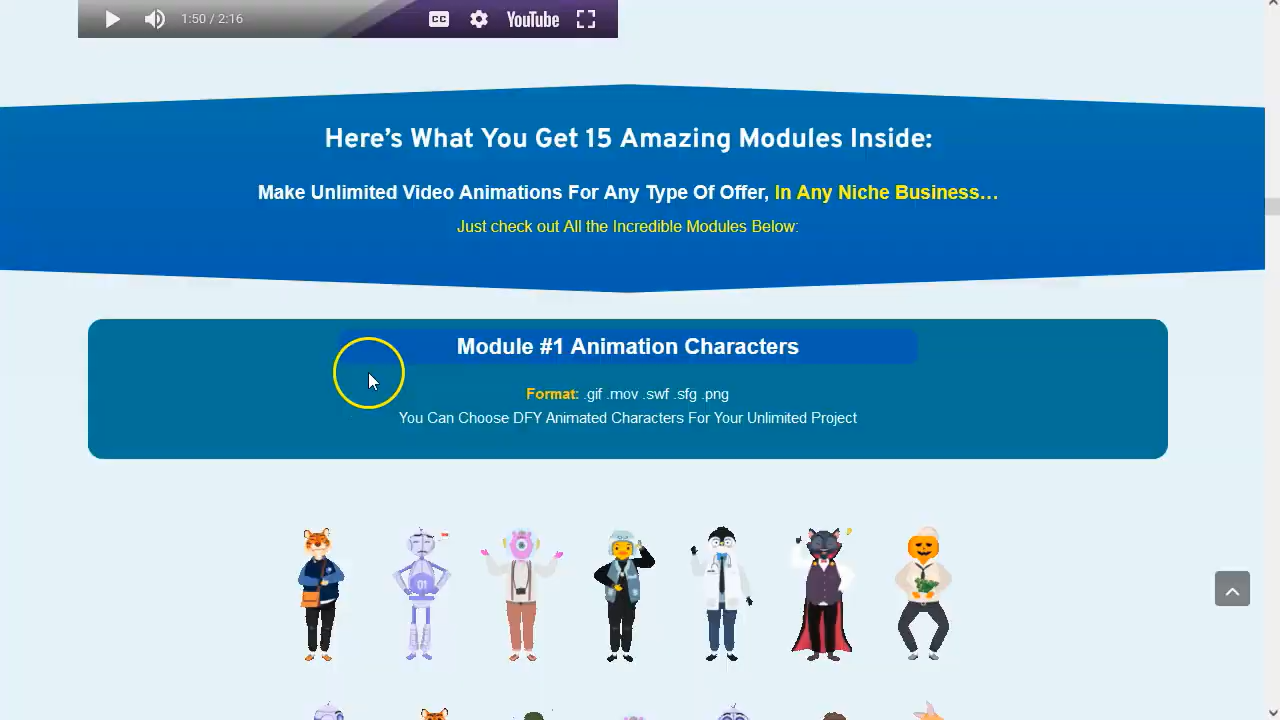 1:50 / 2:16
CC
YouTube
Here's What You Get 15 Amazing Modules Inside:
Make Unlimited Video Animations For Any Type Of Offer, In Any Niche Business…
Just check out All the Incredible Modules Below:
Module #1 Animation Characters
Format: .gif .mov .swf .sfg .png
You Can Choose DFY Animated Characters For Your Unlimited Project
01